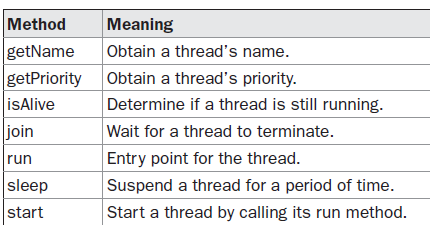 Method Meaning
getName Obtain a thread's name.
getPriority Obtain a thread's priority.
isAlive Determine if a thread is still running.
join Wait for a thread to terminate.
run Entry point for the thread.
sleep Suspend a thread for a period of time.
start Start a thread by calling its run method.